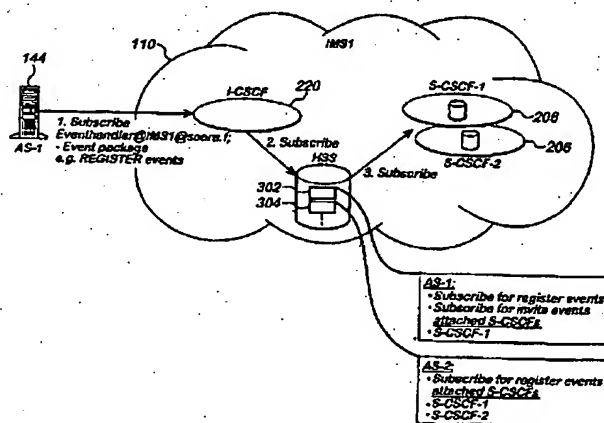 110
IMS1
144
I-CSCF
220
S-CSCF-1
208
206
S-CSCF-2
AS-1
1. Subscribe
Eventhandler@IMS1@soera.f;
- Event package
e.g. REGISTER events
2. Subscribe
HSS
3. Subscribe
302
304
AS-1:
• Subscribe for register events
• Subscribe for invite events
attached S-CSCFs
• S-CSCF-1
AS-2:
• Subscribe for register events
attached S-CSCFs
• S-CSCF-1
• S-CSCF-2